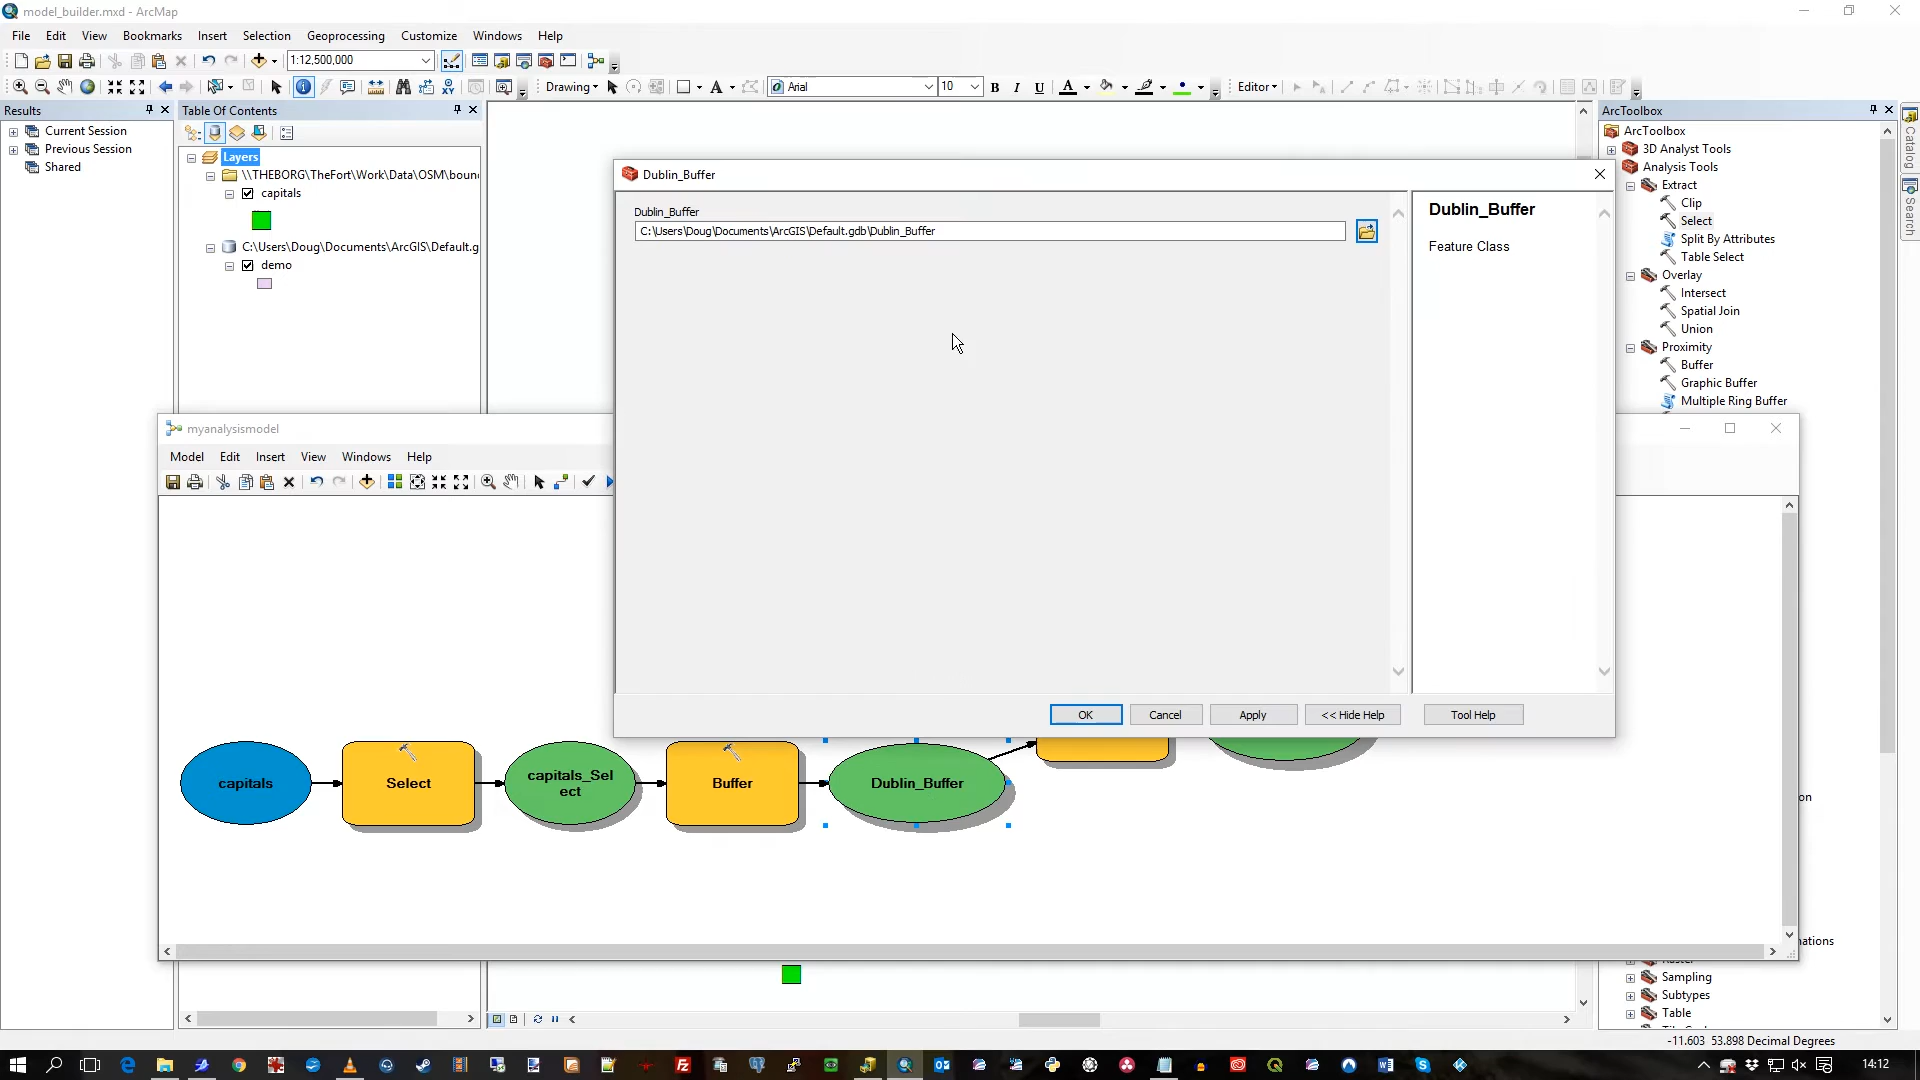 model_builder.mxd - ArcMap
File Edit View Bookmarks Insert Selection Geoprocessing Customize Windows Help
1:12,500,000
Drawing Arial 10 B I U A Editor
Results
Current Session
Previous Session
Shared
Table Of Contents
Layers
\\THEBORG\TheFort\Work\Data\OSM\boun
capitals
C:\Users\Doug\Documents\ArcGIS\Default.g
demo
Dublin_Buffer
Dublin_Buffer
C:\Users\Doug\Documents\ArcGIS\Default.gdb\Dublin_Buffer
Dublin_Buffer
Feature Class
OK Cancel Apply << Hide Help Tool Help
ArcToolbox
ArcToolbox
3D Analyst Tools
Analysis Tools
Extract
Clip
Select
Split By Attributes
Table Select
Overlay
Intersect
Spatial Join
Union
Proximity
Buffer
Graphic Buffer
Multiple Ring Buffer
Catalog
Search
myanalysismodel
Model Edit Insert View Windows Help
capitals
Select
capitals_Sel
ect
Buffer
Dublin_Buffer
on
nations
Sampling
Subtypes
Table
-11.603 53.898 Decimal Degrees
14:12